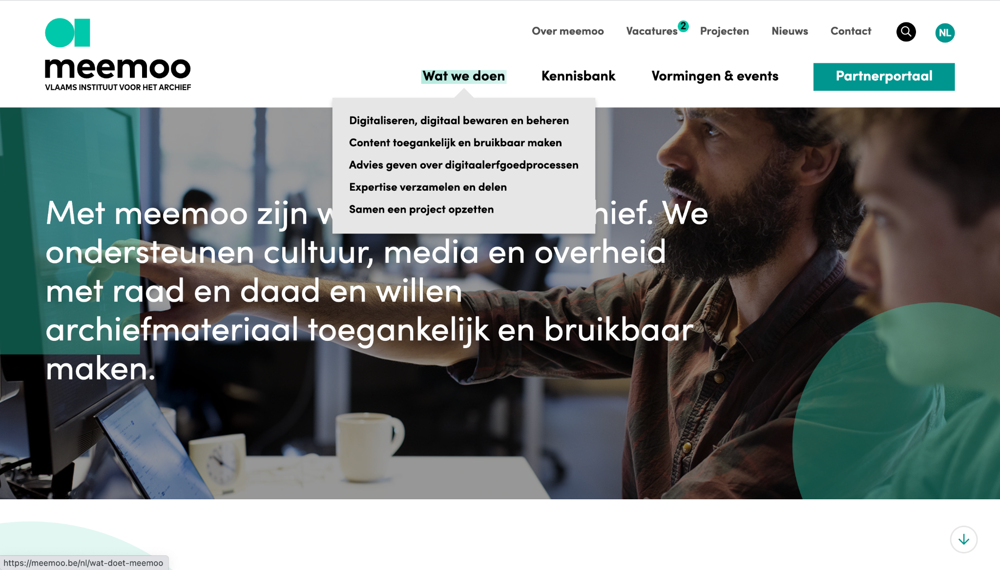 Over meemoo Vacatures 2 Projecten Nieuws Contact NL
meemoo
VLAAMS INSTITUUT VOOR HET ARCHIEF
Wat we doen Kennisbank Vormingen & events Partnerportaal
Digitaliseren, digitaal bewaren en beheren
Content toegankelijk en bruikbaar maken
Advies geven over digitaalerfgoedprocessen
Expertise verzamelen en delen
Samen een project opzetten
Met meemoo zijn We
ondersteunen cultuur, media en overheid
met raad en daad en willen
archiefmateriaal toegankelijk en bruikbaar
maken.
https://meemoo.be/nl/wat-doet-meemoo